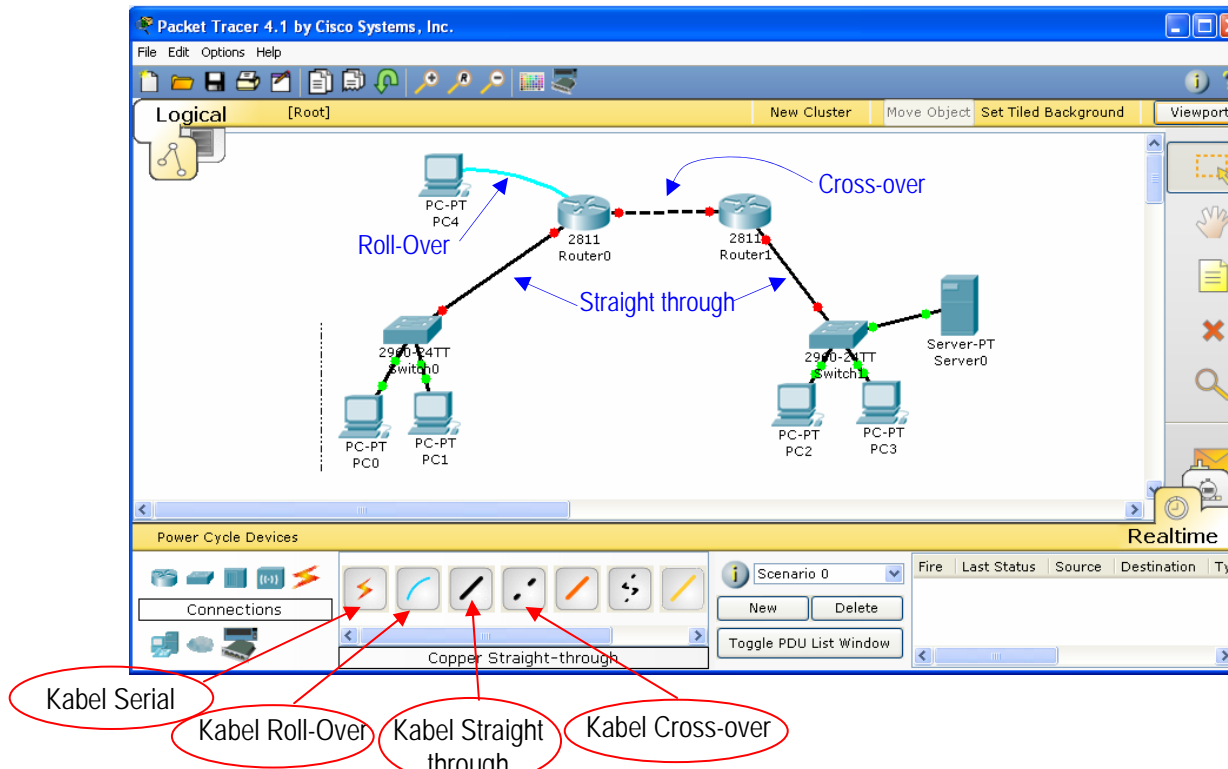 Packet Tracer 4.1 by Cisco Systems, Inc.
File Edit Options Help
Logical [Root] New Cluster Move Object Set Tiled Background Viewport
PC-PT
PC4
Roll-Over
2811
Router0
Cross-over
2811
Router1
Straight through
2960-24TT
Switch0
PC-PT
PC0
PC-PT
PC1
2960-24TT
Switch1
Server-PT
Server0
PC-PT
PC2
PC-PT
PC3
Power Cycle Devices
Realtime
Connections
Copper Straight-through
i
Scenario 0
New Delete
Toggle PDU List Window
Fire Last Status Source Destination Ty
Kabel Serial
Kabel Roll-Over
Kabel Straight
through
Kabel Cross-over